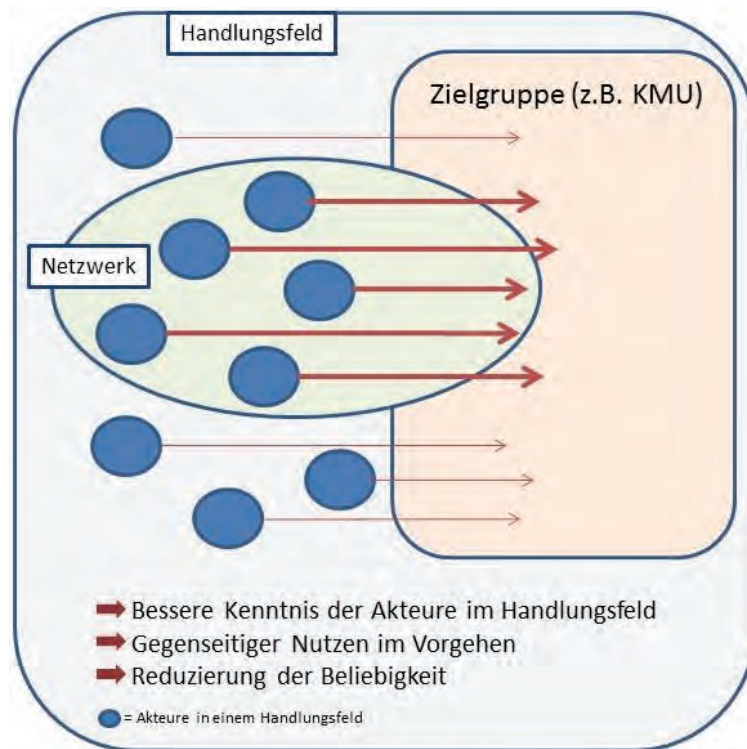 Handlungsfeld
Zielgruppe (z.B. KMU)
Netzwerk
Bessere Kenntnis der Akteure im Handlungsfeld
Gegenseitiger Nutzen im Vorgehen
Reduzierung der Beliebigkeit
= Akteure in einem Handlungsfeld